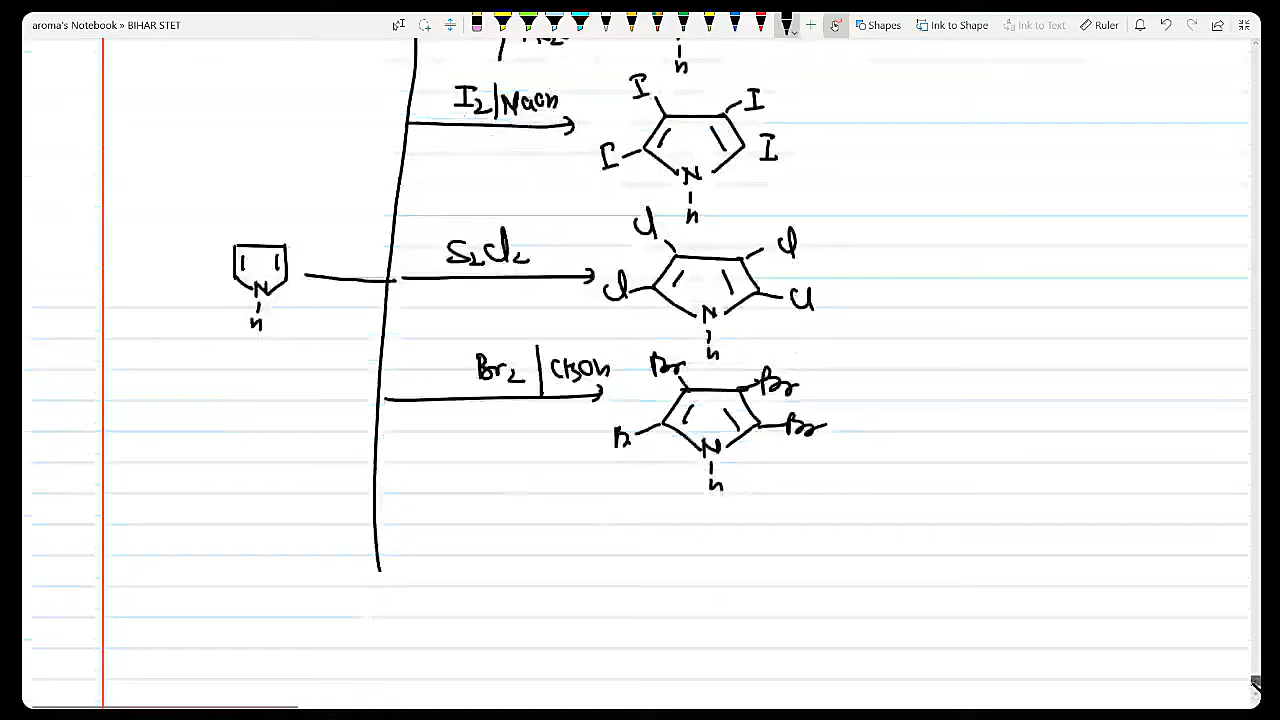 aroma's Notebook » BIHAR STET
Shapes Ink to Shape Ink to Text Ruler
n
I2/NaOH
I I
I I
N
n
S2Cl2
Cl Cl
Cl Cl
N
n
N
n
Br2 | CH3OH
Br Br
B Br
N
n